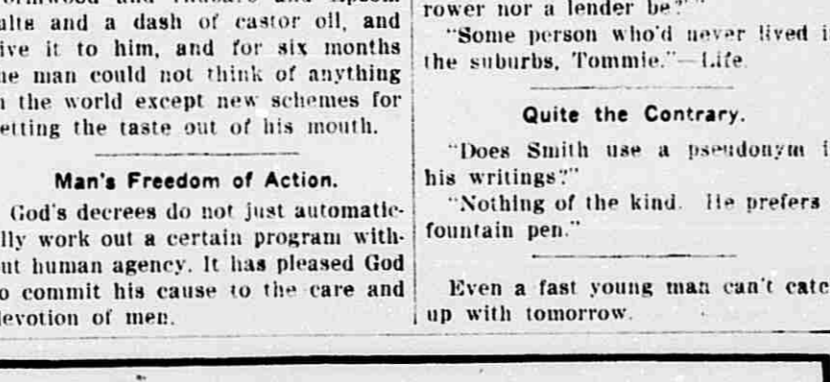 alts and a dash of castor oil, and
ive it to him, and for six months
he man could not think of anything
n the world except new schemes for
etting the taste out of his mouth.
Man's Freedom of Action.
God's decrees do not just automatic-
lly work out a certain program with-
ut human agency. It has pleased God
o commit his cause to the care and
devotion of men.
rower nor a lender be?'"
"Some person who'd never lived i
the suburbs, Tommie."—Life.
Quite the Contrary.
"Does Smith use a pseudonym i
his writings?"
"Nothing of the kind. He prefers
fountain pen."
Even a fast young man can't catc
up with tomorrow.